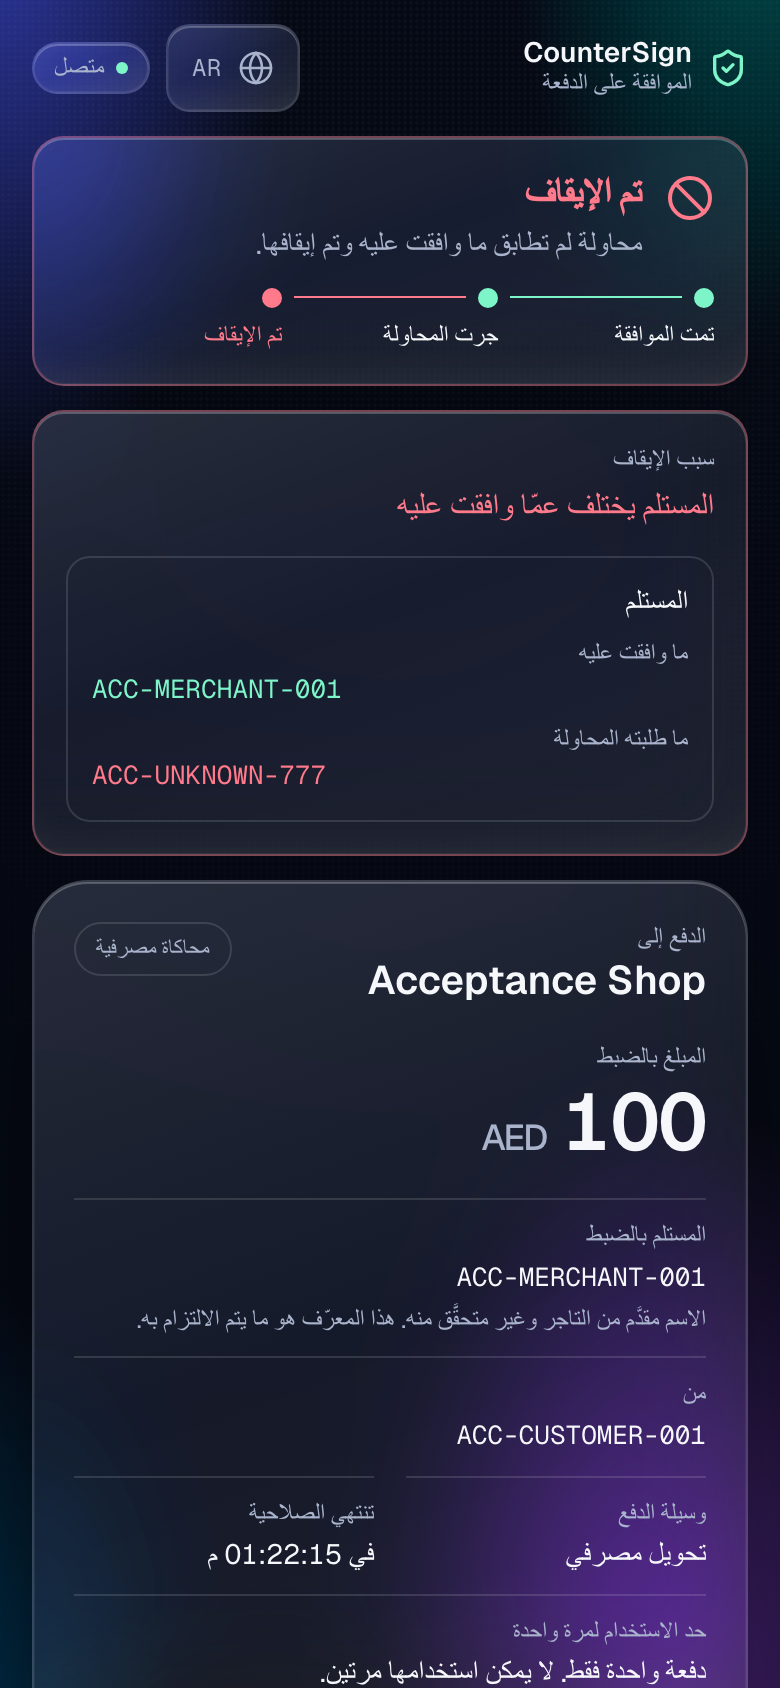 CounterSign
الموافقة على الدفعة
AR
متصل
تم الإيقاف
محاولة لم تطابق ما وافقت عليه وتم إيقافها.
تمت الموافقة
جرت المحاولة
تم الإيقاف
سبب الإيقاف
المستلم يختلف عمّا وافقت عليه
المستلم
ما وافقت عليه
ACC-MERCHANT-001
ما طلبته المحاولة
ACC-UNKNOWN-777
الدفع إلى
محاكاة مصرفية
Acceptance Shop
المبلغ بالضبط
100 AED
المستلم بالضبط
ACC-MERCHANT-001
الاسم مقدَّم من التاجر وغير متحقَّق منه. هذا المعرّف هو ما يتم الالتزام به.
من
ACC-CUSTOMER-001
وسيلة الدفع
تنتهي الصلاحية
تحويل مصرفي
في 01:22:15 م
حد الاستخدام لمرة واحدة
دفعة واحدة فقط. لا يمكن استخدامها مرتين.